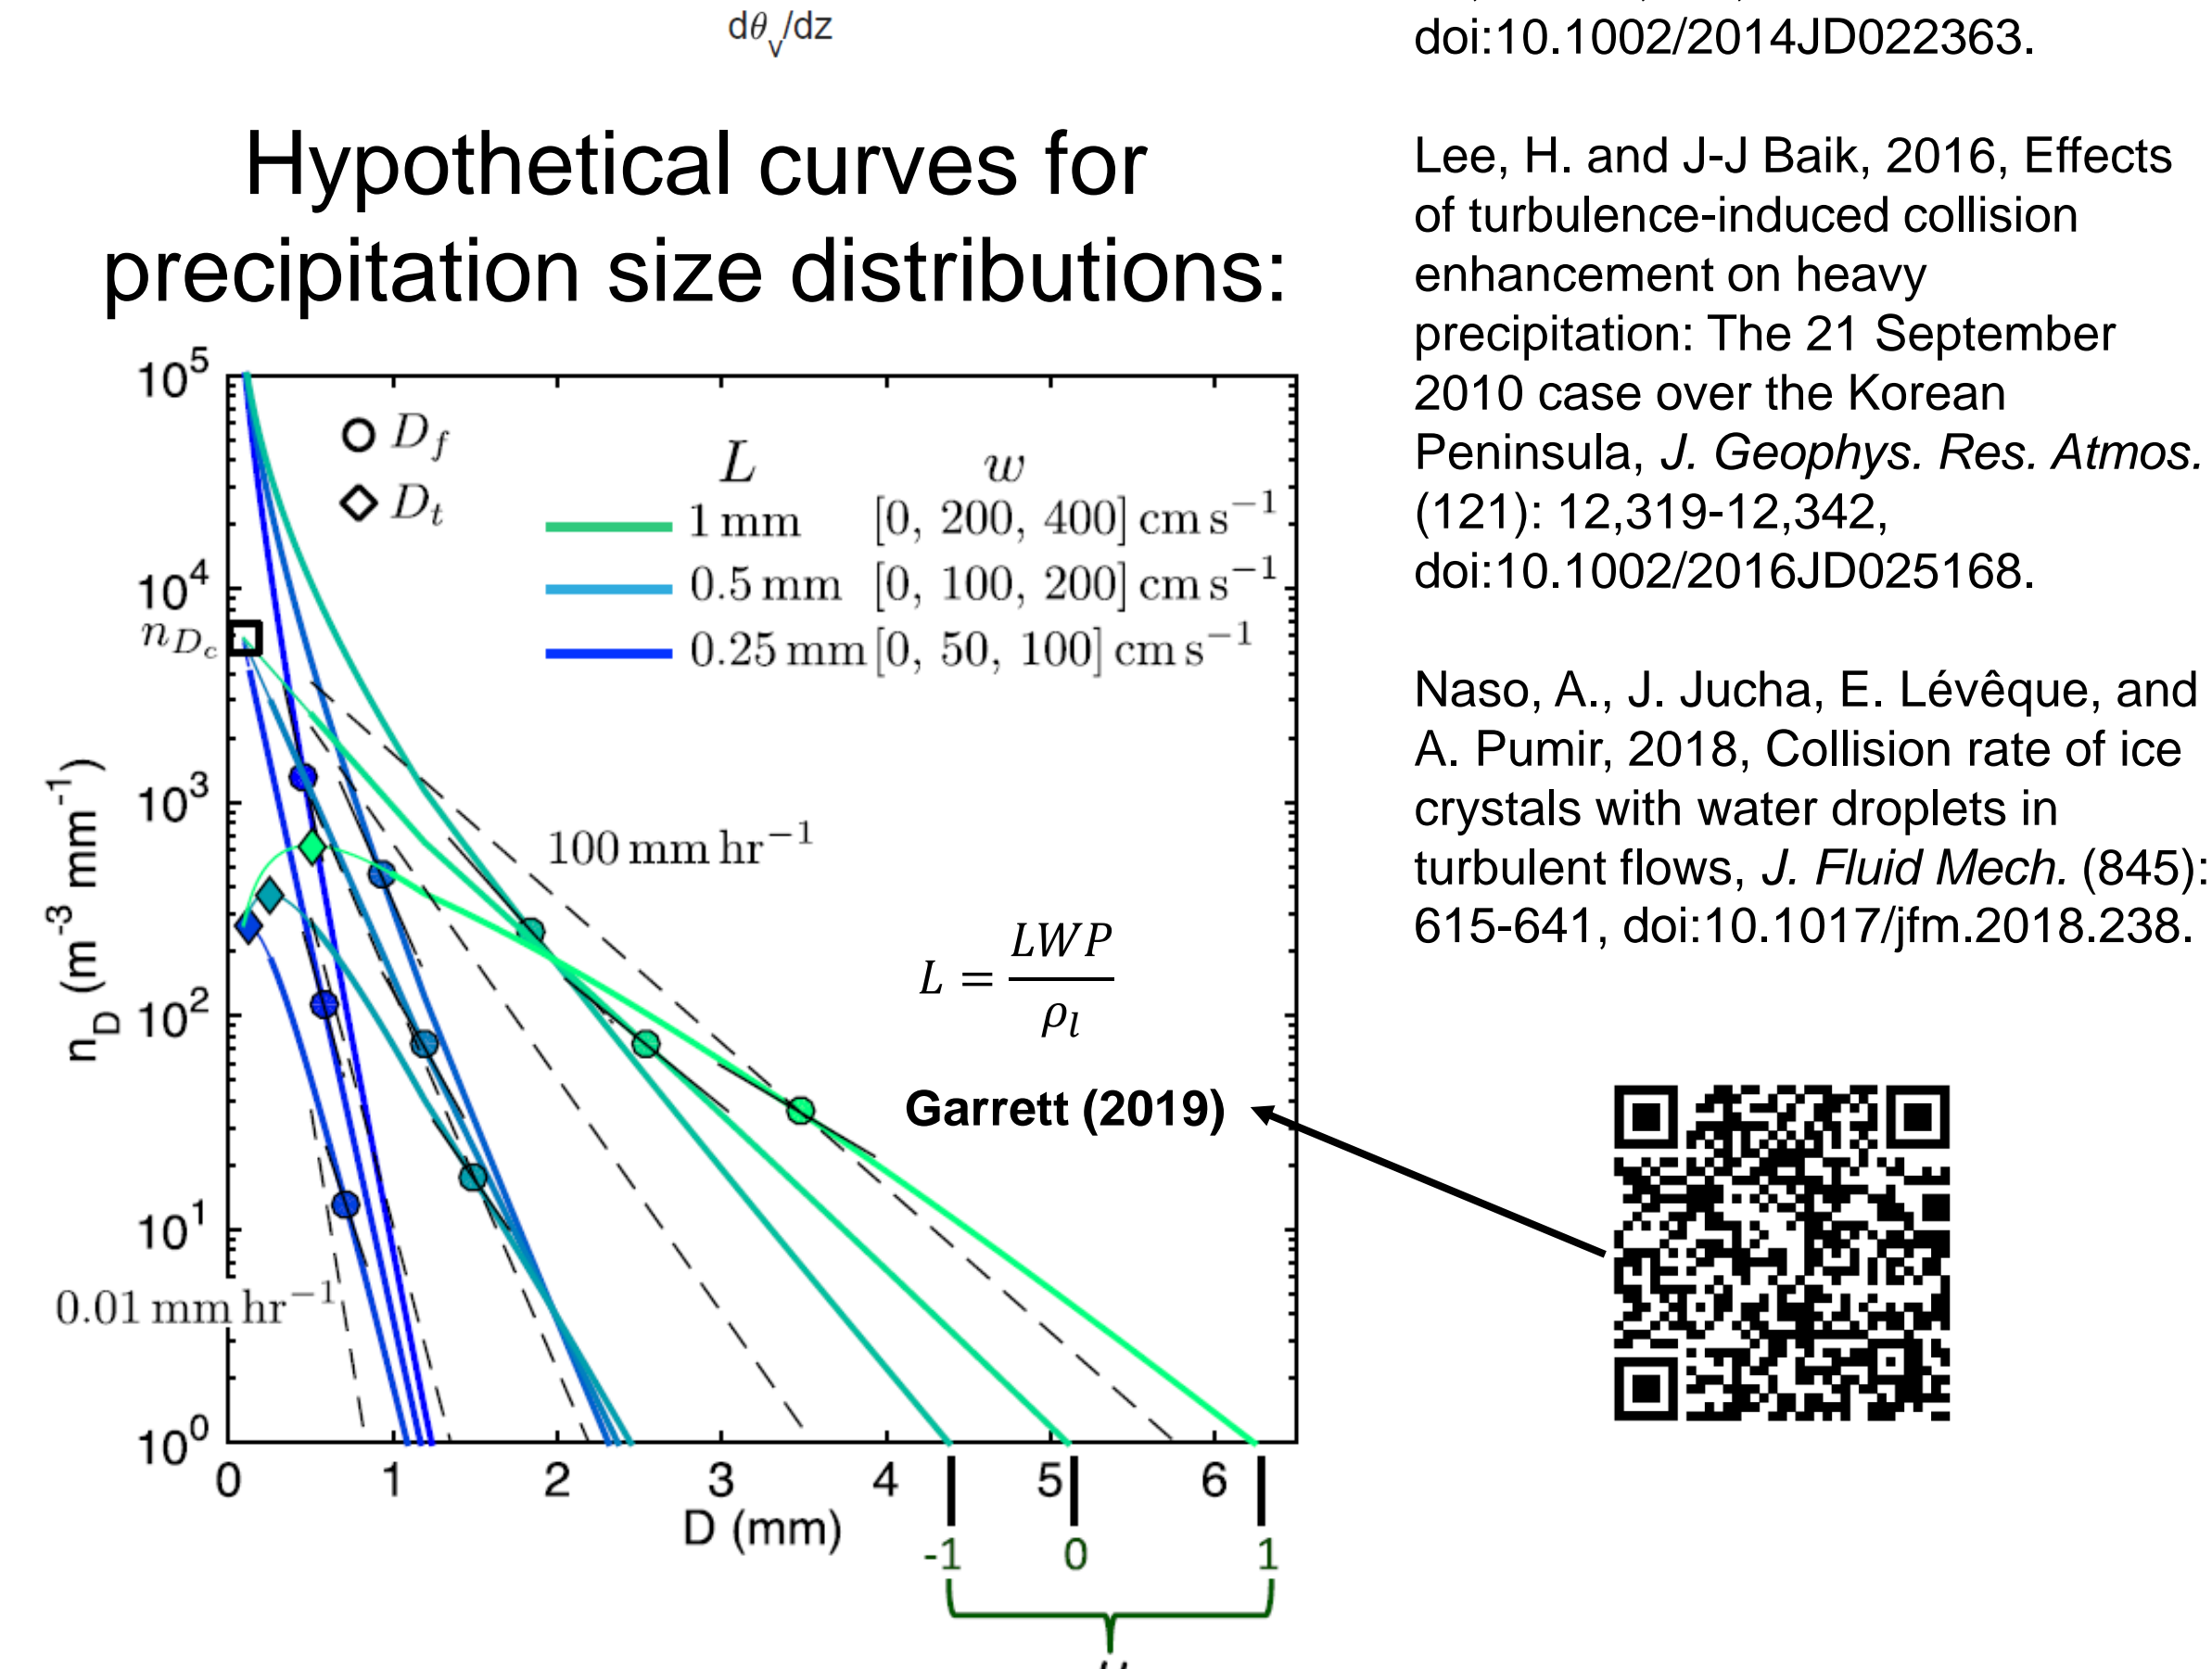 dθ_v/dz
Hypothetical curves for
precipitation size distributions:
10^5
10^4
n_{D_c}
10^3
10^2
10^1
10^0
n_D (m^-3 mm^-1)
D_f
D_t
L w
1 mm [0, 200, 400] cm s^−1
0.5 mm [0, 100, 200] cm s^−1
0.25 mm [0, 50, 100] cm s^−1
100 mm hr^−1
L = LWP/ρ_l
Garrett (2019)
0.01 mm hr^−1
0 1 2 3 4 5 6
D (mm)
-1 0 1
doi:10.1002/2014JD022363.
Lee, H. and J-J Baik, 2016, Effects
of turbulence-induced collision
enhancement on heavy
precipitation: The 21 September
2010 case over the Korean
Peninsula, J. Geophys. Res. Atmos.
(121): 12,319-12,342,
doi:10.1002/2016JD025168.
Naso, A., J. Jucha, E. Lévêque, and
A. Pumir, 2018, Collision rate of ice
crystals with water droplets in
turbulent flows, J. Fluid Mech. (845):
615-641, doi:10.1017/jfm.2018.238.